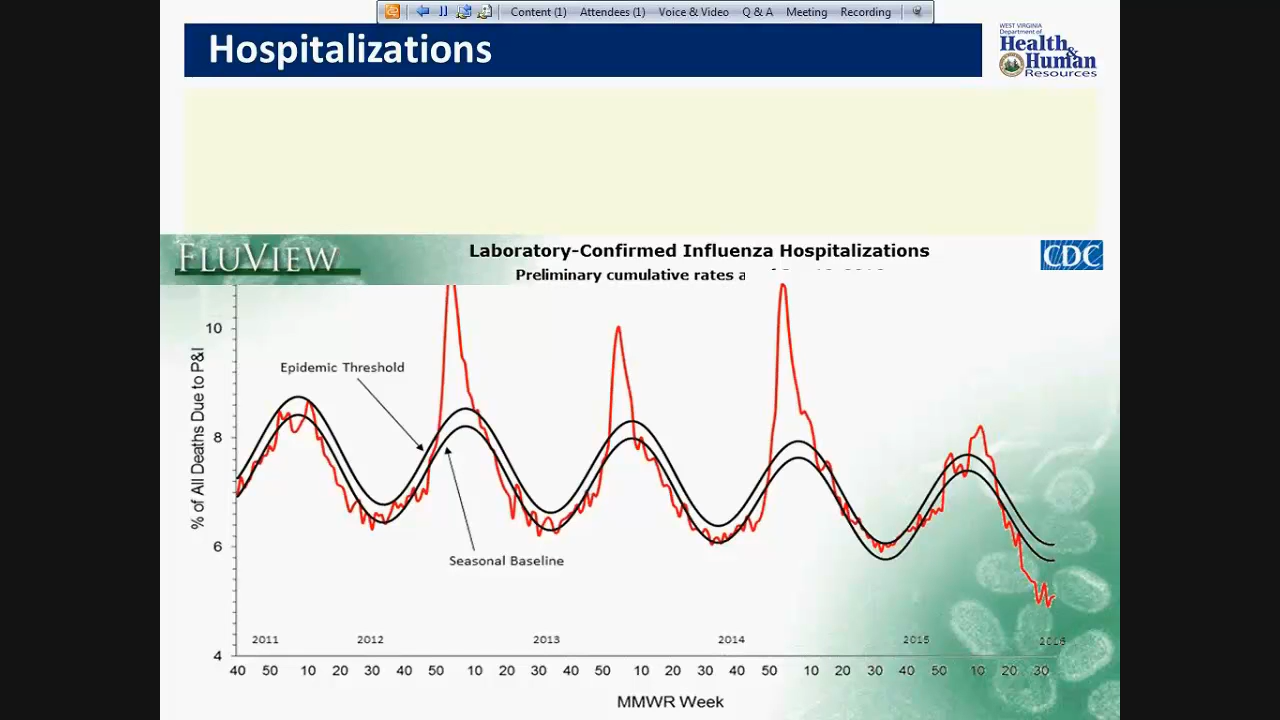 Content (1) Attendees (1) Voice & Video Q & A Meeting Recording
Hospitalizations
WEST VIRGINIA
Department of
Health &
Human
Resources
FLUVIEW
Laboratory-Confirmed Influenza Hospitalizations
CDC
Preliminary cumulative rates a
10
% of All Deaths Due to P&I
Epidemic Threshold
8
6
Seasonal Baseline
2011 2012 2013 2014 2015 2016
4
40 50 10 20 30 40 50 10 20 30 40 50 10 20 30 40 50 10 20 30 40 50 10 20 30
MMWR Week